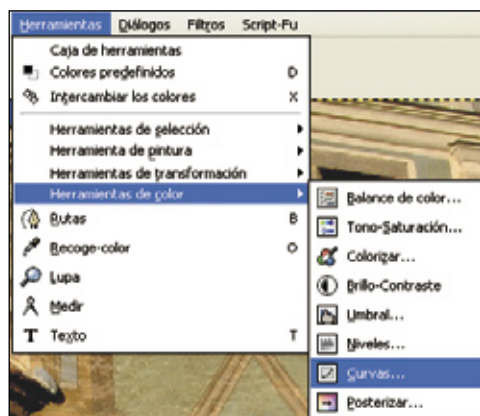 Herramientas Diálogos Filtros Script-Fu
Caja de herramientas
Colores predefinidos D
Intercambiar los colores X
Herramientas de selección
Herramienta de pintura
Herramientas de transformación
Herramientas de color
Rutas B
Recoge-color O
Lupa
Medir
Texto T
Balance de color...
Tono-Saturación...
Colorizar...
Brillo-Contraste
Umbral...
Niveles...
Curvas...
Posterizar...